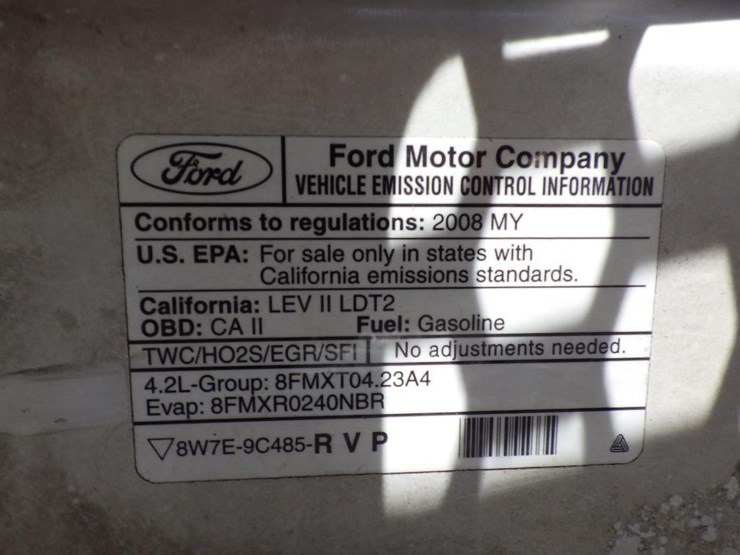 Ford
Ford Motor Company
VEHICLE EMISSION CONTROL INFORMATION
Conforms to regulations: 2008 MY
U.S. EPA: For sale only in states with
California emissions standards.
California: LEV II LDT2
OBD: CA II Fuel: Gasoline
TWC/HO2S/EGR/SFI No adjustments needed.
4.2L-Group: 8FMXT04.23A4
Evap: 8FMXR0240NBR
8W7E-9C485-R V P